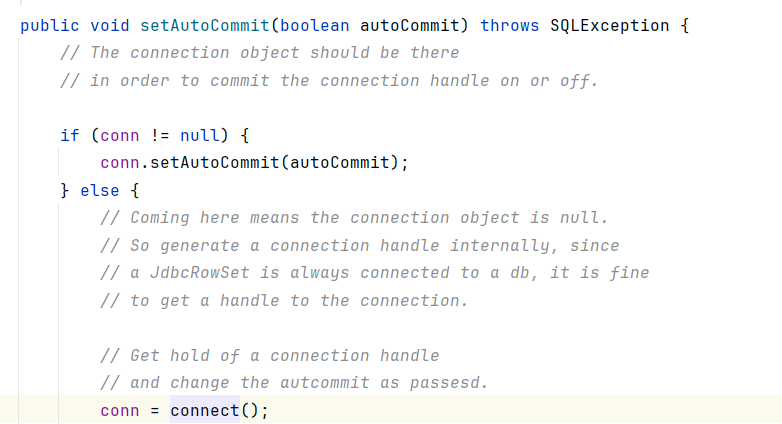 public void setAutoCommit(boolean autoCommit) throws SQLException {
// The connection object should be there
// in order to commit the connection handle on or off.
if (conn != null) {
conn.setAutoCommit(autoCommit);
} else {
// Coming here means the connection object is null.
// So generate a connection handle internally, since
// a JdbcRowSet is always connected to a db, it is fine
// to get a handle to the connection.
// Get hold of a connection handle
// and change the autcommit as passesd.
conn = connect();